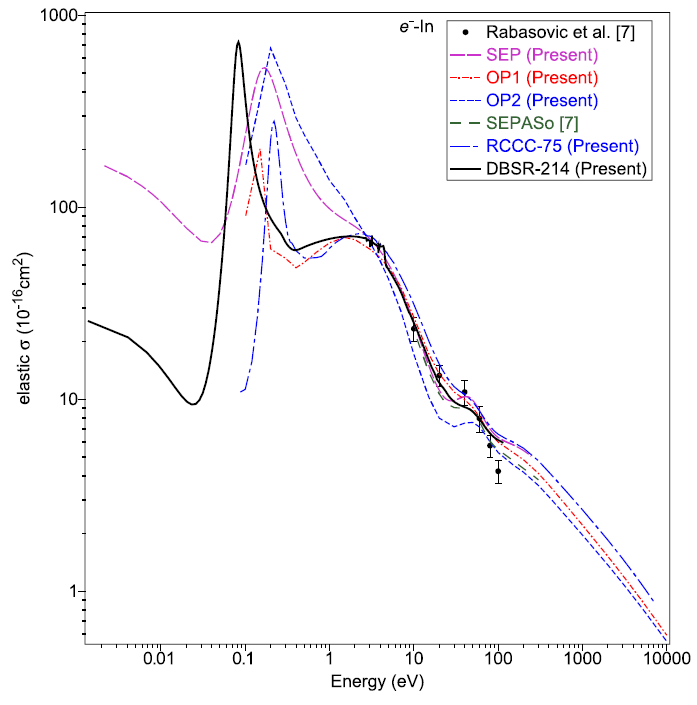 1000
100
10
1
elastic σ (10⁻¹⁶cm²)
e⁻-In
Rabasovic et al. [7]
SEP (Present)
OP1 (Present)
OP2 (Present)
SEPASo [7]
RCCC-75 (Present)
DBSR-214 (Present)
0.01 0.1 1 10 100 1000 10000
Energy (eV)